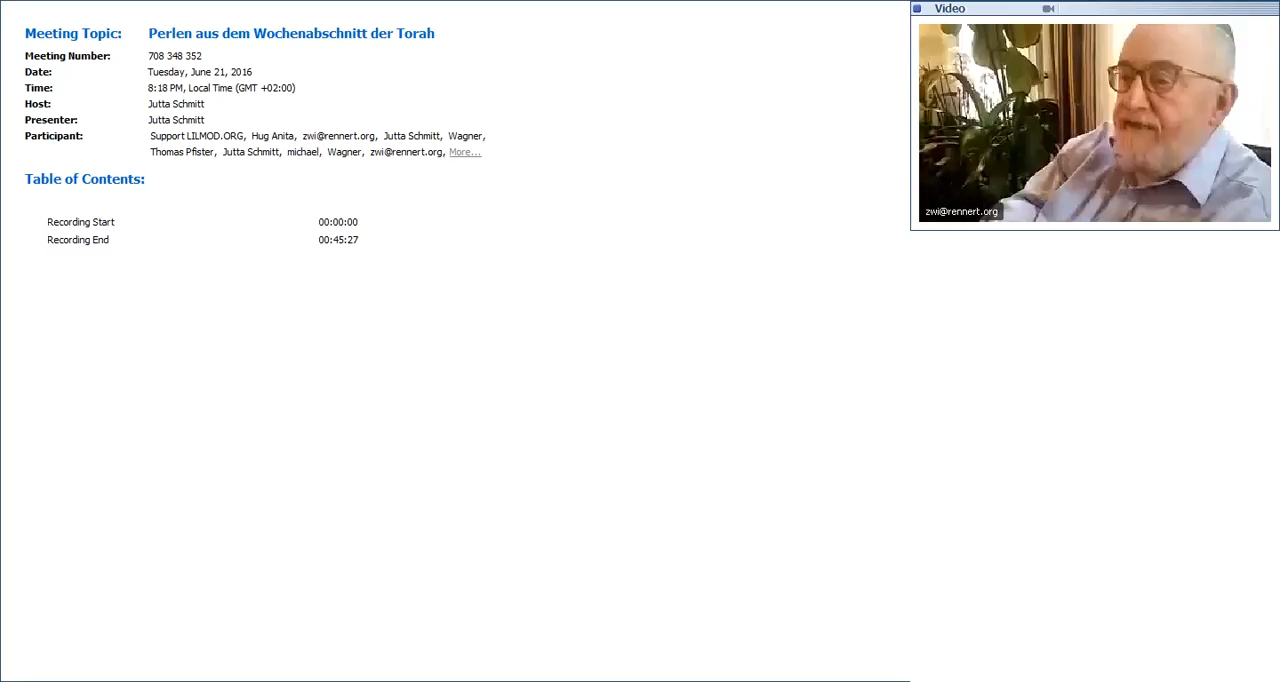 Meeting Topic: Perlen aus dem Wochenabschnitt der Torah
Meeting Number: 708 348 352
Date: Tuesday, June 21, 2016
Time: 8:18 PM, Local Time (GMT +02:00)
Host: Jutta Schmitt
Presenter: Jutta Schmitt
Participant: Support LILMOD.ORG, Hug Anita, zwi@rennert.org, Jutta Schmitt, Wagner,
Thomas Pfister, Jutta Schmitt, michael, Wagner, zwi@rennert.org, More...
Table of Contents:
Recording Start 00:00:00
Recording End 00:45:27
Video
zwi@rennert.org